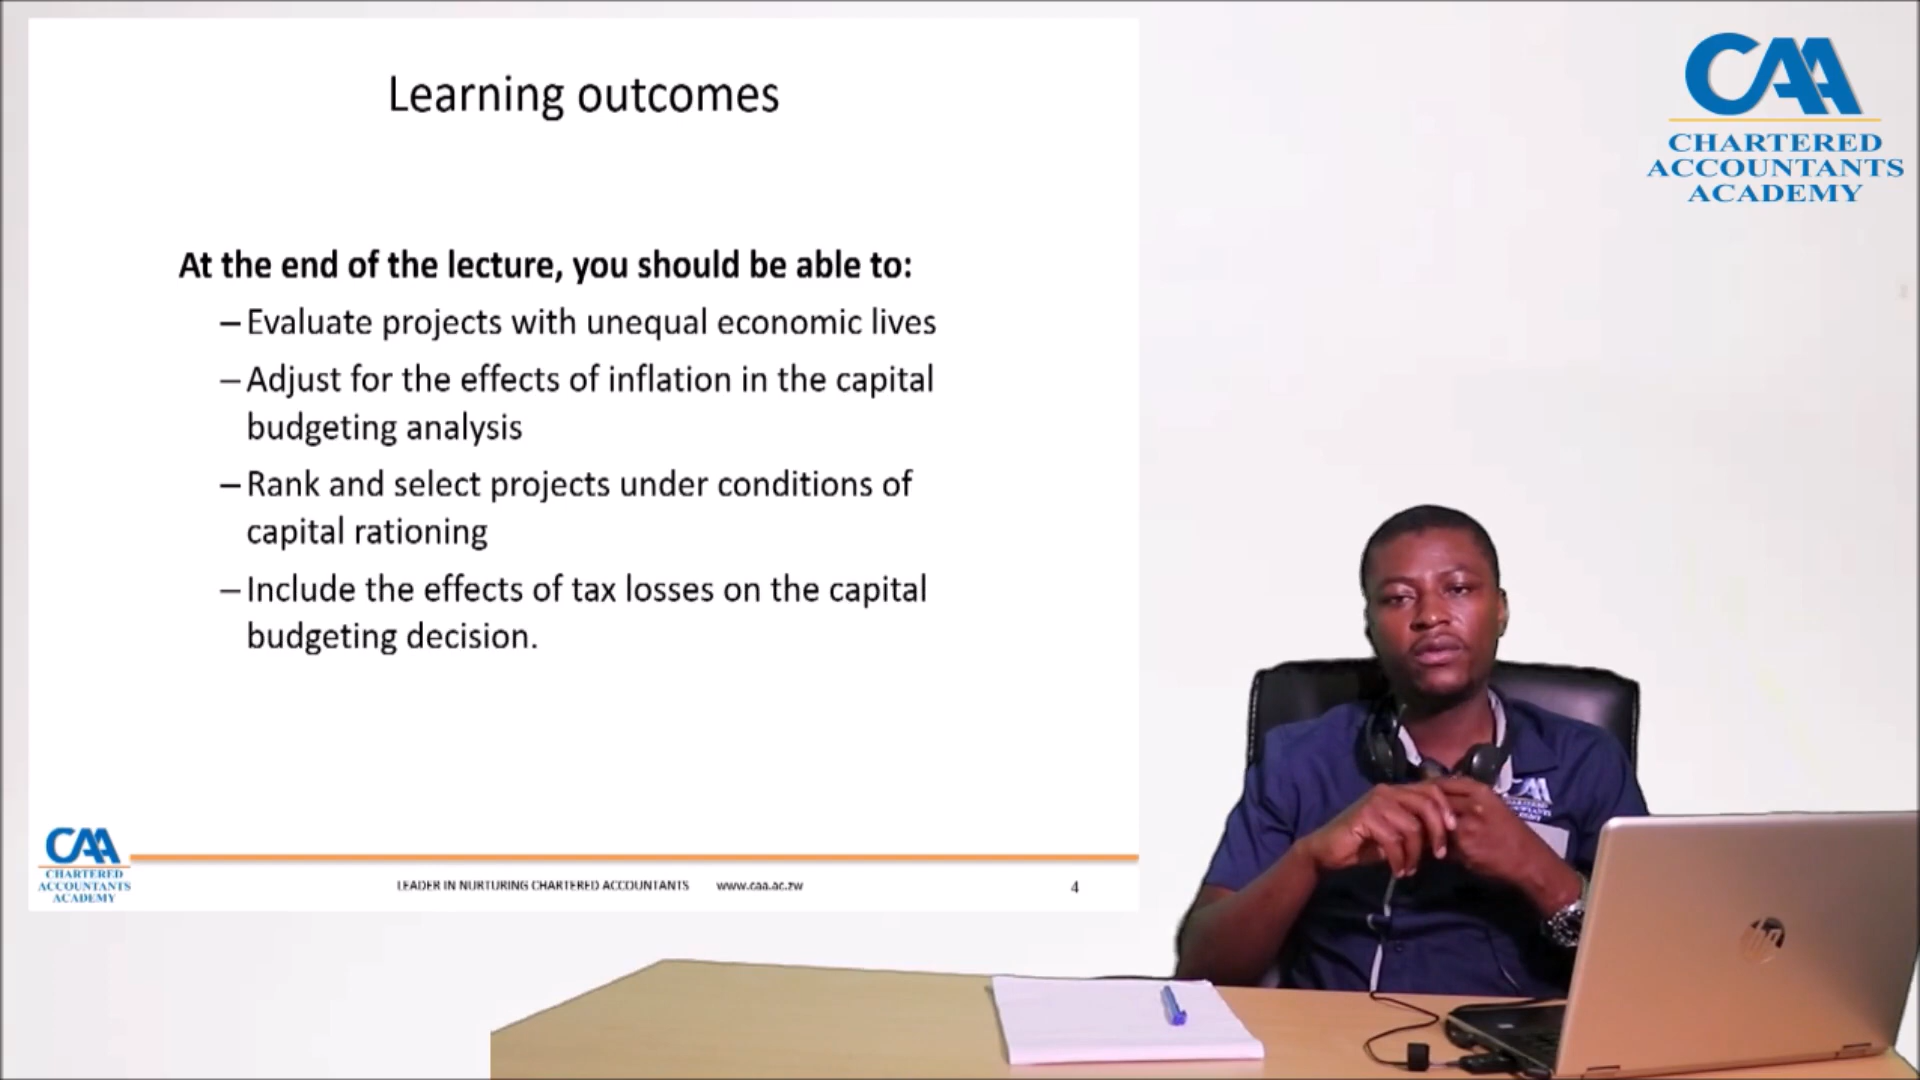 Learning outcomes
At the end of the lecture, you should be able to:
– Evaluate projects with unequal economic lives
– Adjust for the effects of inflation in the capital
budgeting analysis
– Rank and select projects under conditions of
capital rationing
– Include the effects of tax losses on the capital
budgeting decision.
CAA
CHARTERED
ACCOUNTANTS
ACADEMY
LEADER IN NURTURING CHARTERED ACCOUNTANTS www.caa.ac.zw
4
CAA
CHARTERED
ACCOUNTANTS
ACADEMY
CAA
hp